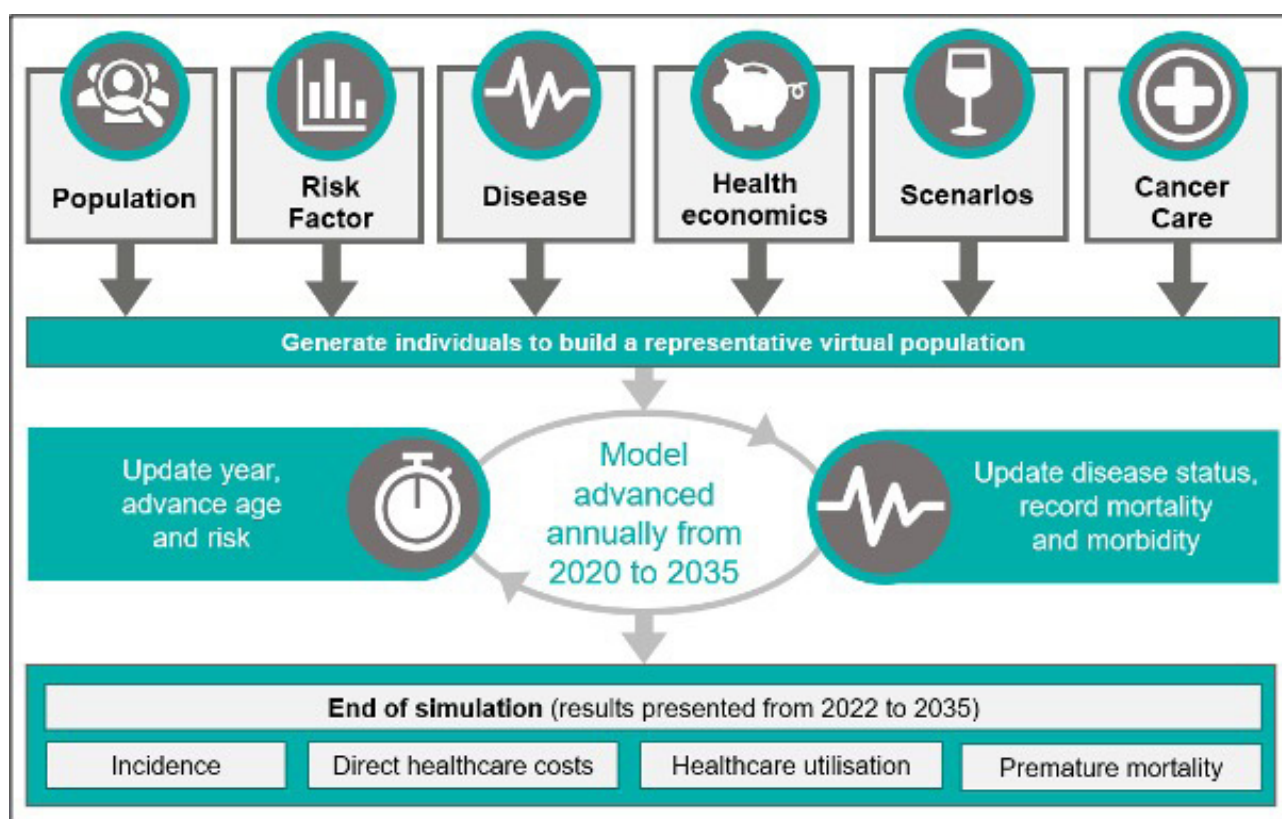 Population
Risk
Factor
Disease
Health
economics
Scenarios
Cancer
Care
Generate individuals to build a representative virtual population
Update year,
advance age
and risk
Model
advanced
annually from
2020 to 2035
Update disease status,
record mortality
and morbidity
End of simulation (results presented from 2022 to 2035)
Incidence
Direct healthcare costs
Healthcare utilisation
Premature mortality